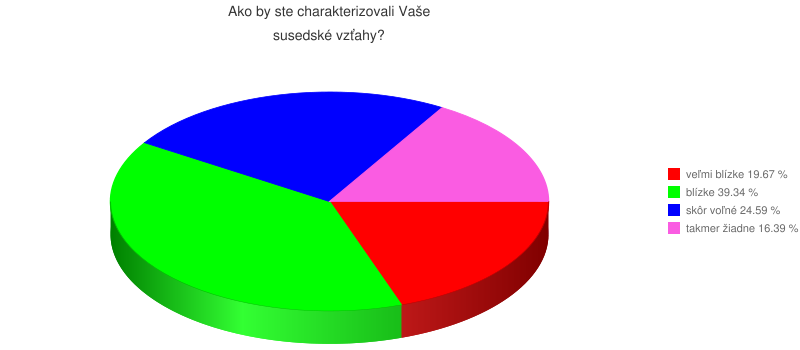 Ako by ste charakterizovali Vaše
susedské vzťahy?
veľmi blízke 19.67 %
blízke 39.34 %
skôr voľné 24.59 %
takmer žiadne 16.39 %